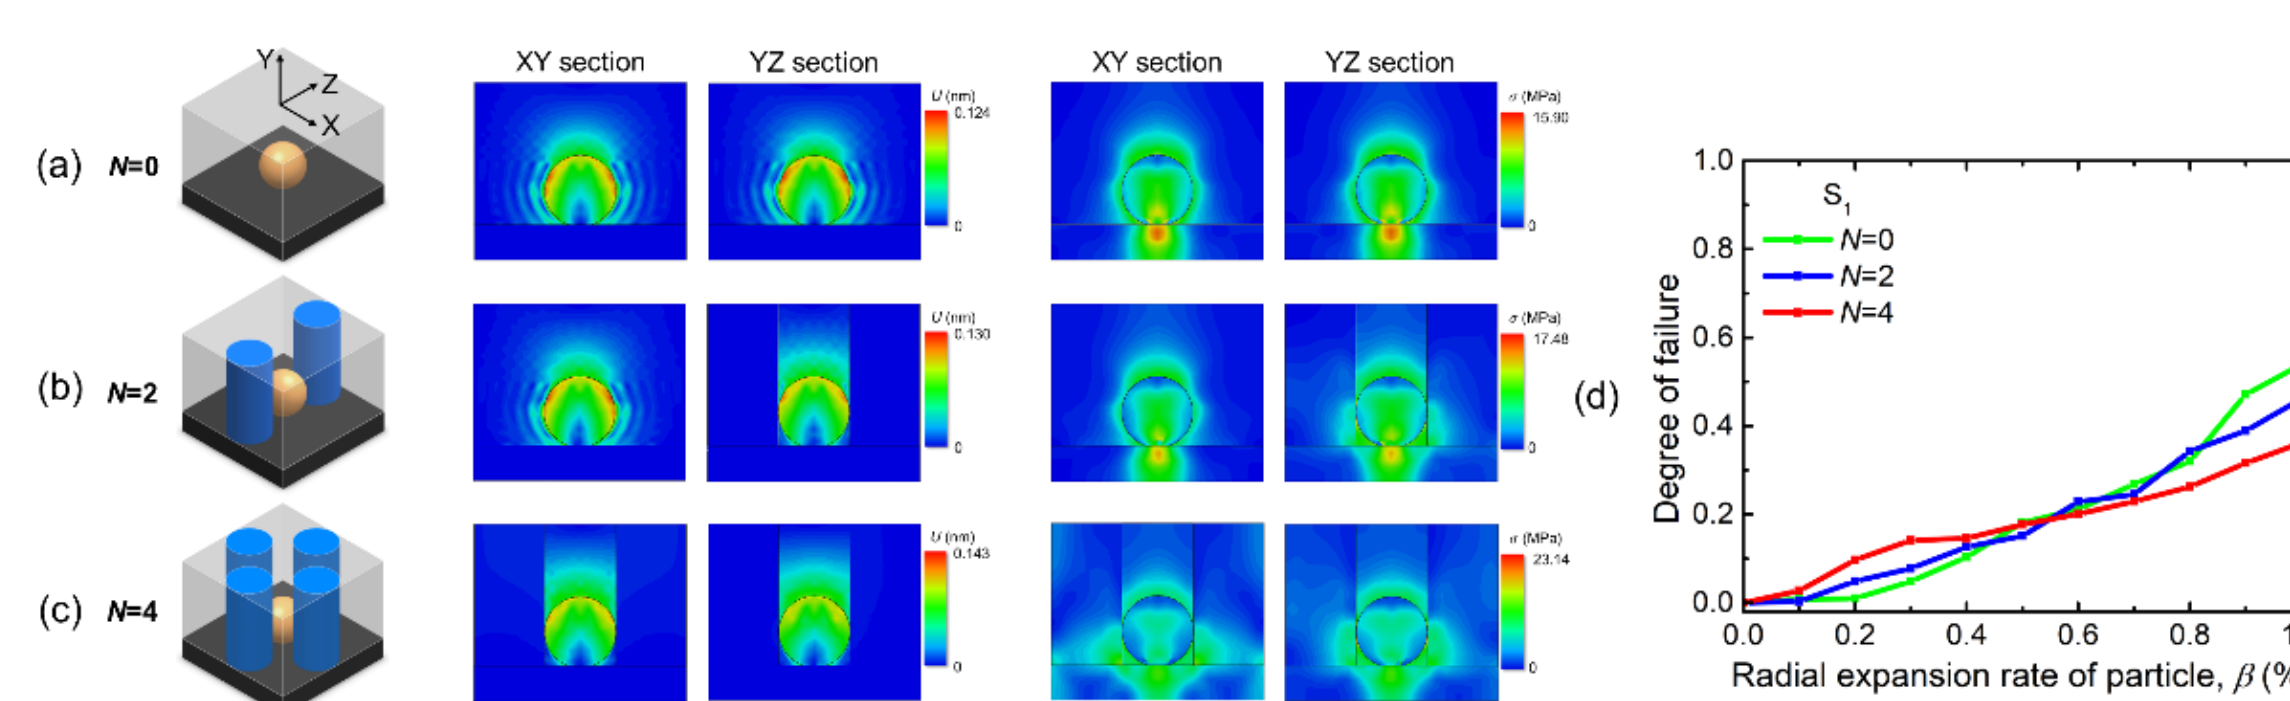 XY section YZ section XY section YZ section
Y
Z
X
U (nm)
0.124
0
σ (MPa)
15.90
0
(a) N=0
(b) N=2
U (nm)
0.130
0
σ (MPa)
17.48
0
(c) N=4
U (nm)
0.143
0
σ (MPa)
23.14
0
(d)
Degree of failure
1.0
0.8
0.6
0.4
0.2
0.0
S1
N=0
N=2
N=4
0.0 0.2 0.4 0.6 0.8 1
Radial expansion rate of particle, β (%